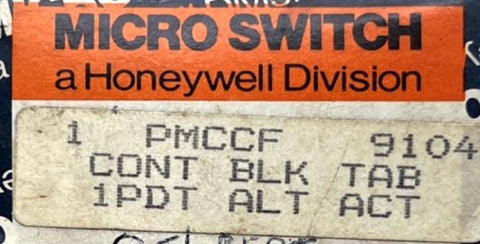 MICRO SWITCH
a Honeywell Division
1 PMCCF 9104
CONT BLK TAB
1PDT ALT ACT